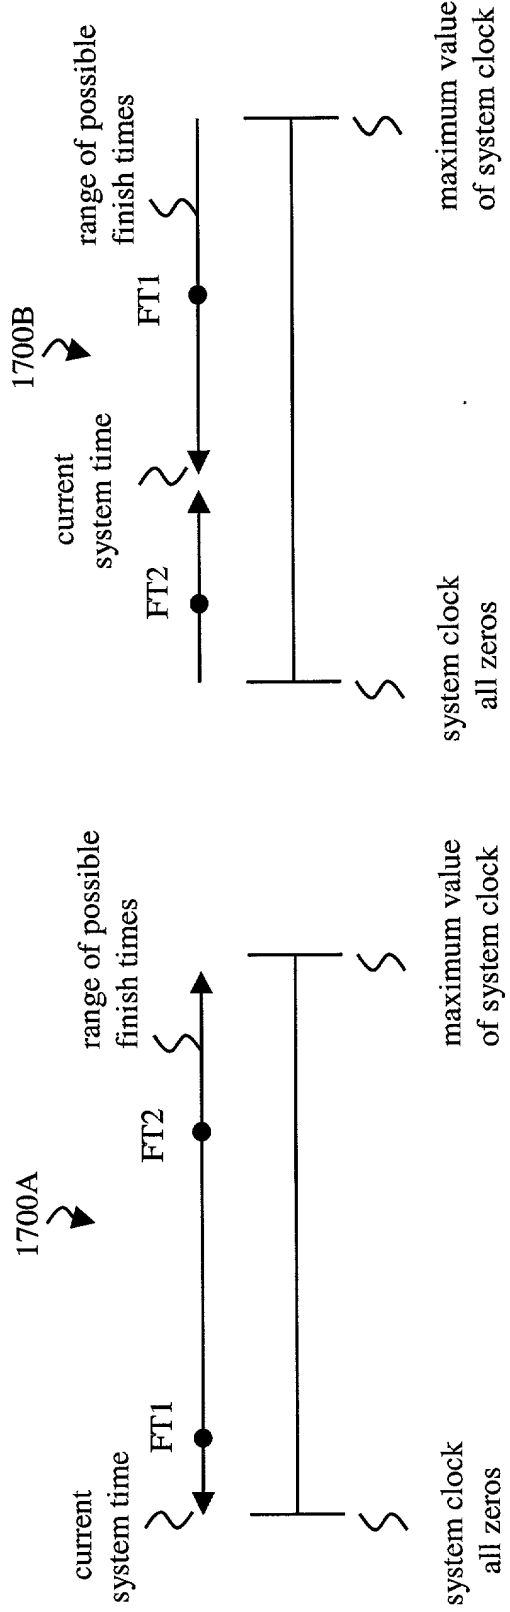 1700A
current
system time
FT1
FT2
range of possible
finish times
system clock
all zeros
maximum value
of system clock
1700B
FT2
current
system time
FT1
range of possible
finish times
system clock
all zeros
maximum value
of system clock